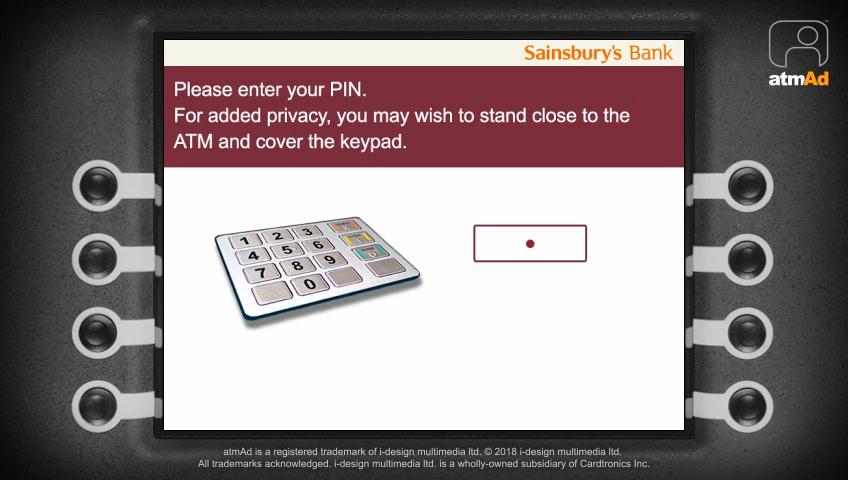 Sainsbury's Bank
atmAd
Please enter your PIN.
For added privacy, you may wish to stand close to the
ATM and cover the keypad.
1 2 3
4 5 6
7 8 9
0
atmAd is a registered trademark of i-design multimedia ltd. © 2018 i-design multimedia ltd.
All trademarks acknowledged. i-design multimedia ltd. is a wholly-owned subsidiary of Cardtronics Inc.